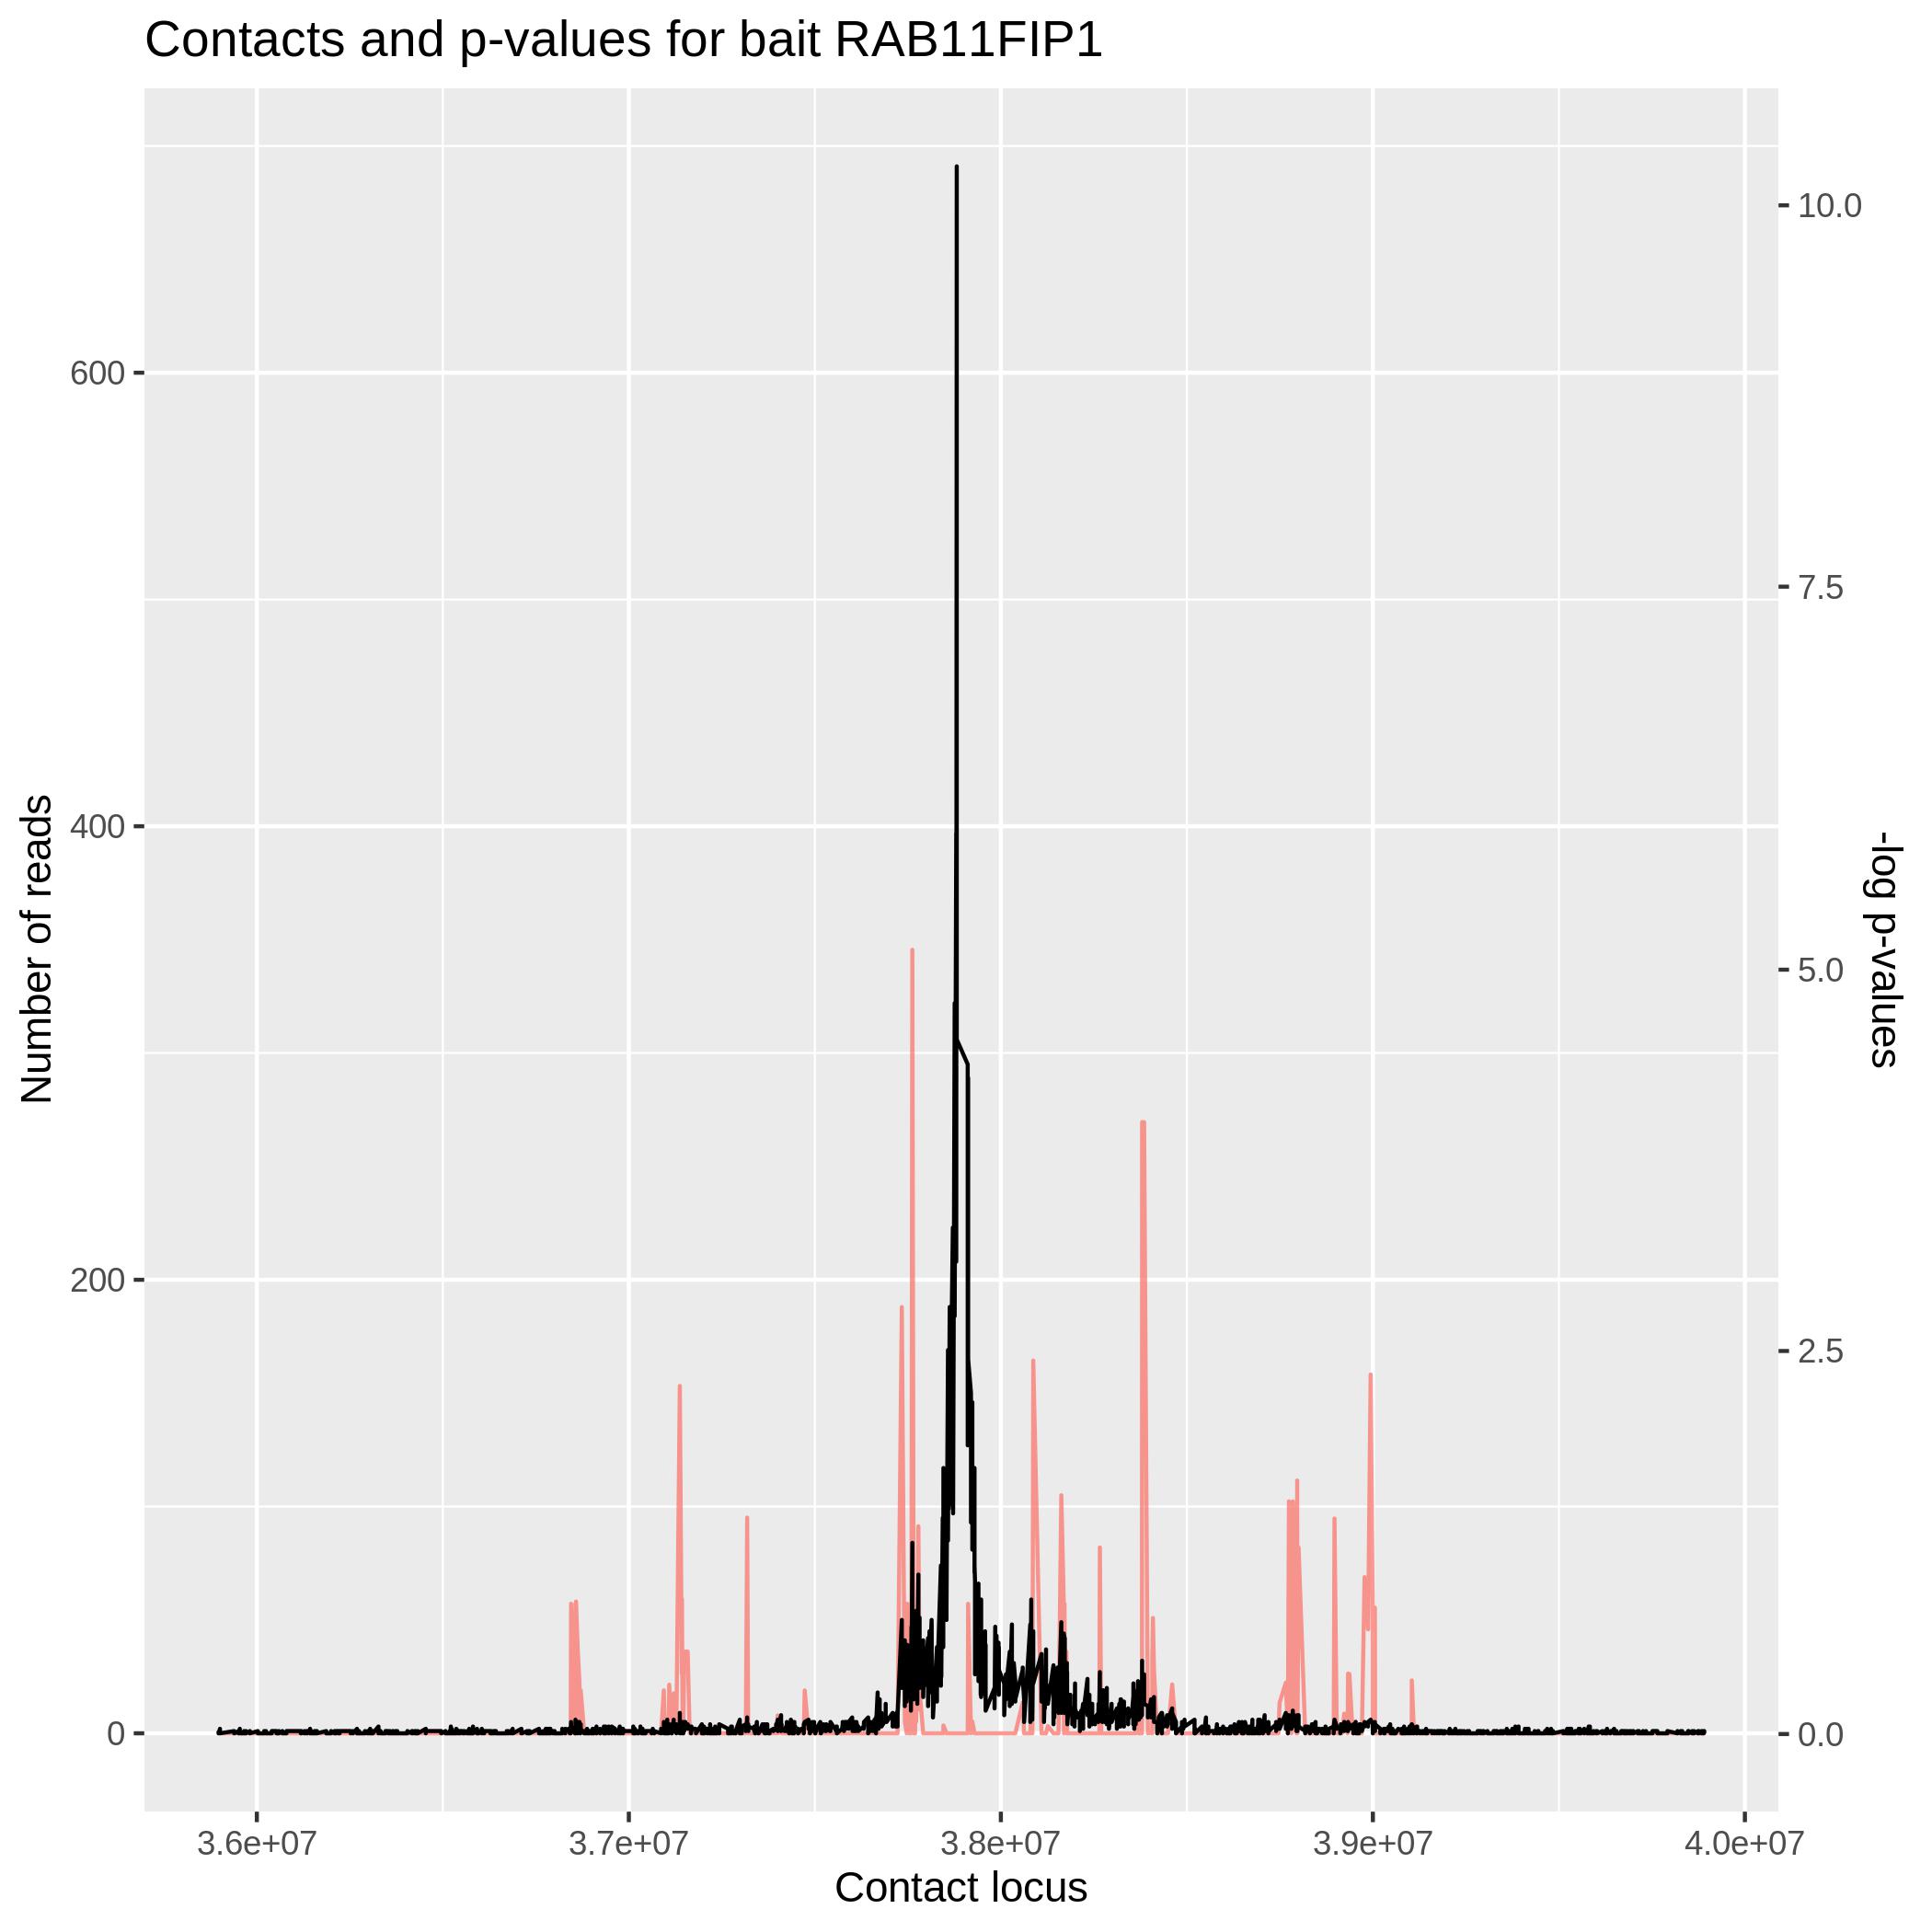 Contacts and p-values for bait RAB11FIP1
Number of reads
600
400
200
0
10.0
7.5
5.0
2.5
0.0
-log p-values
3.6e+07
3.7e+07
3.8e+07
3.9e+07
4.0e+07
Contact locus